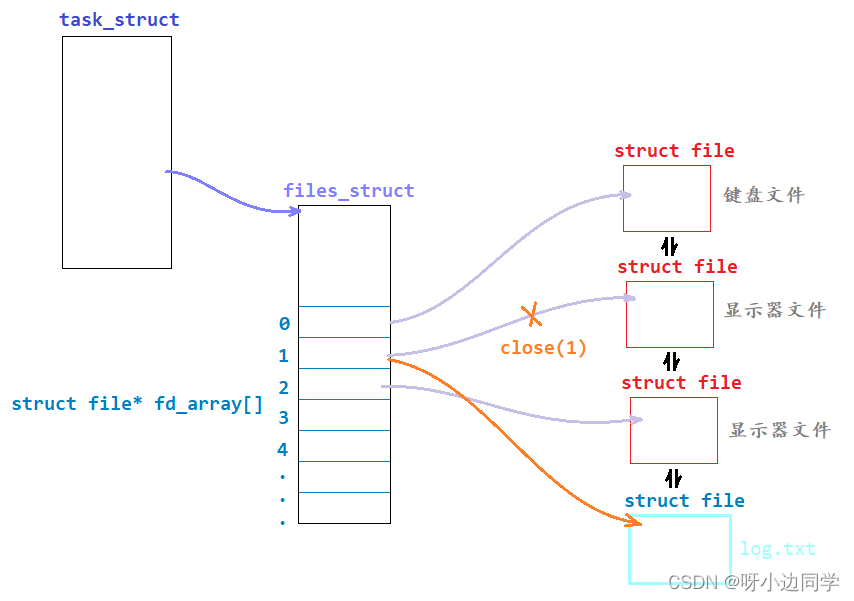 task_struct
struct file
键盘文件
files_struct
struct file
显示器文件
0
1
close(1)
2
struct file
struct file* fd_array[]
3
显示器文件
4
.
.
.
struct file
log.txt
CSDN @呀小边同学